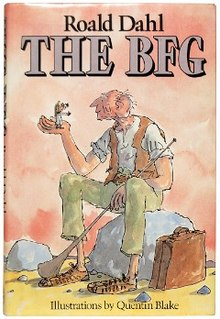 Roald Dahl
THE BFG
Illustrations by Quentin Blake